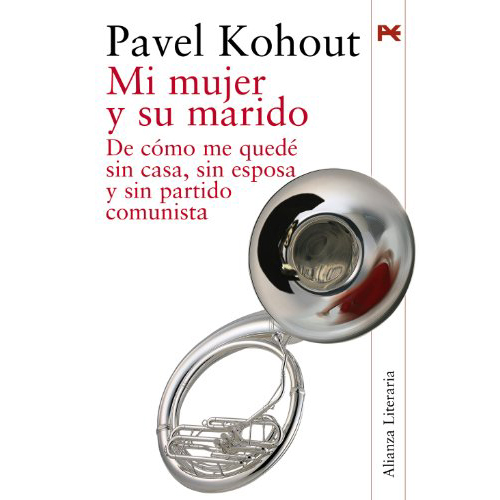 Pavel Kohout
Mi mujer
y su marido
De cómo me quedé
sin casa, sin esposa
y sin partido
comunista
Alianza Literaria